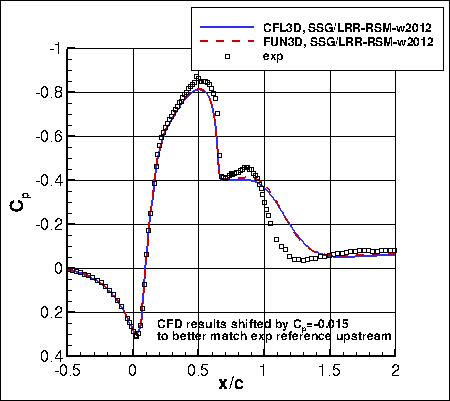 CFL3D, SSG/LRR-RSM-w2012
FUN3D, SSG/LRR-RSM-w2012
exp
-1
-0.8
-0.6
-0.4
-0.2
0
0.2
0.4
Cp
CFD results shifted by Cp=-0.015
to better match exp reference upstream
-0.5 0 0.5 1 1.5 2
x/c